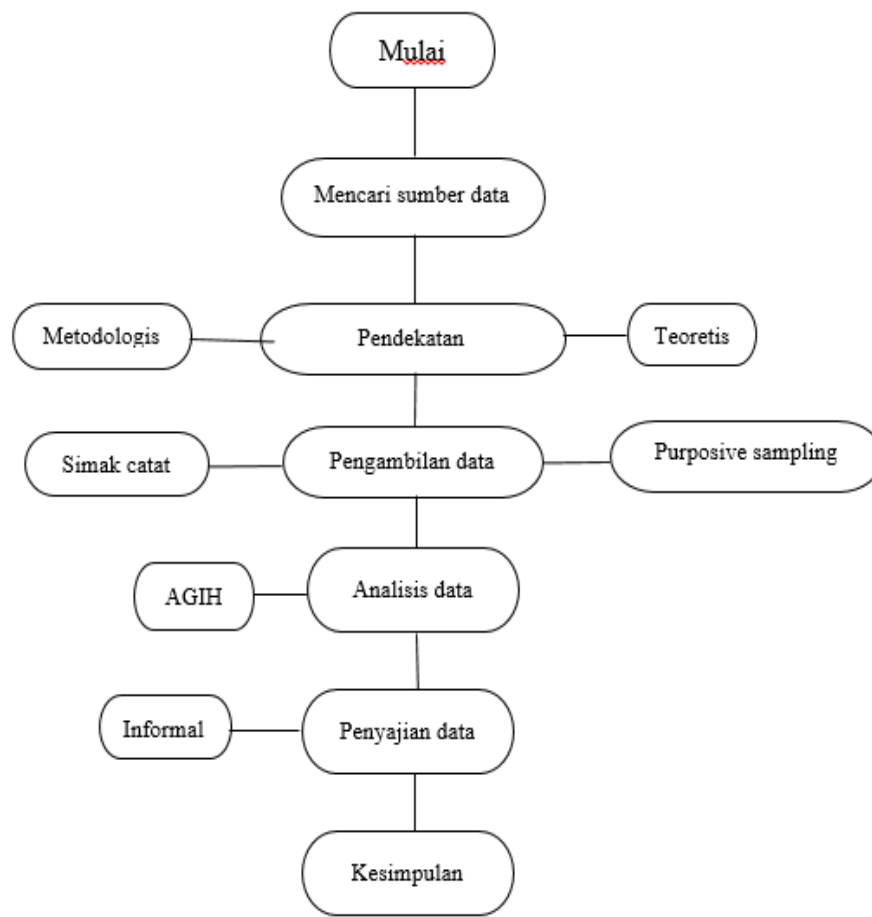 Mulai
Mencari sumber data
Metodologis
Pendekatan
Teoretis
Simak catat
Pengambilan data
Purposive sampling
AGIH
Analisis data
Informal
Penyajian data
Kesimpulan